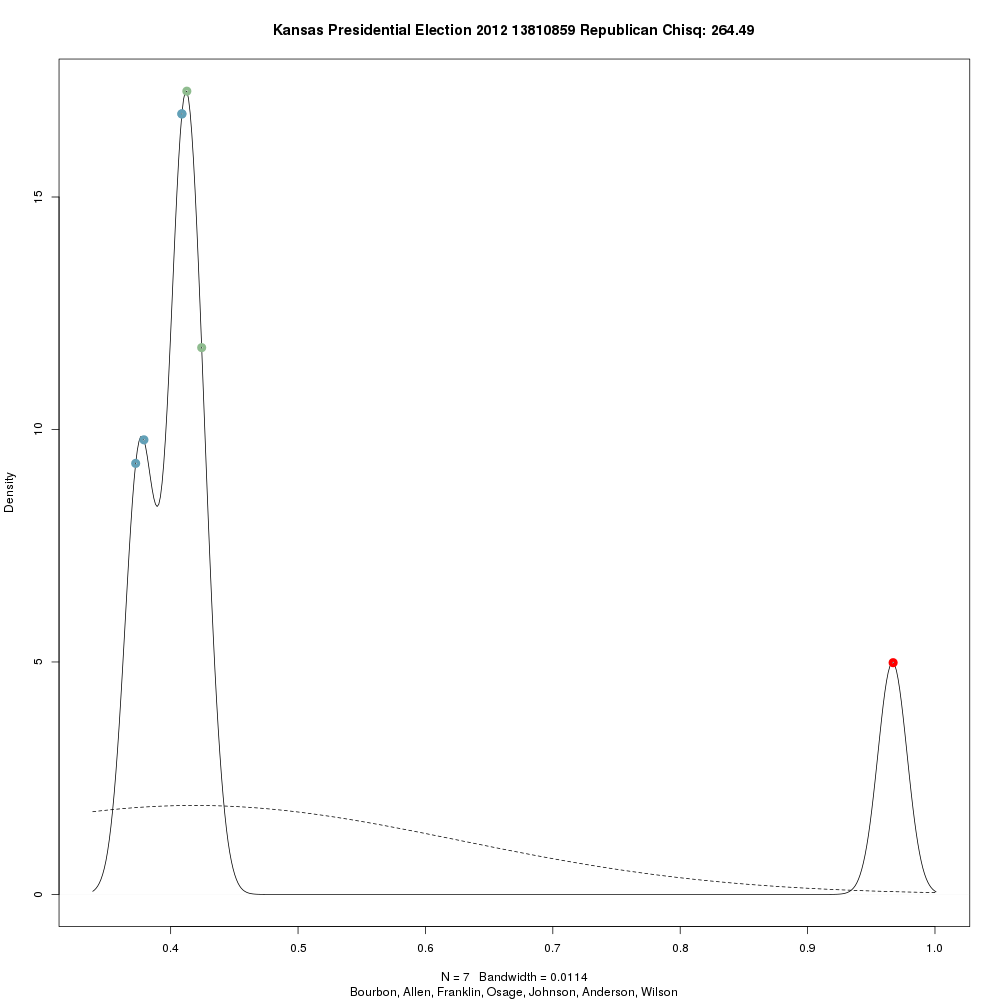 Kansas Presidential Election 2012 13810859 Republican Chisq: 264.49
Density
15
10
5
0
0.4 0.5 0.6 0.7 0.8 0.9 1.0
N = 7 Bandwidth = 0.0114
Bourbon, Allen, Franklin, Osage, Johnson, Anderson, Wilson